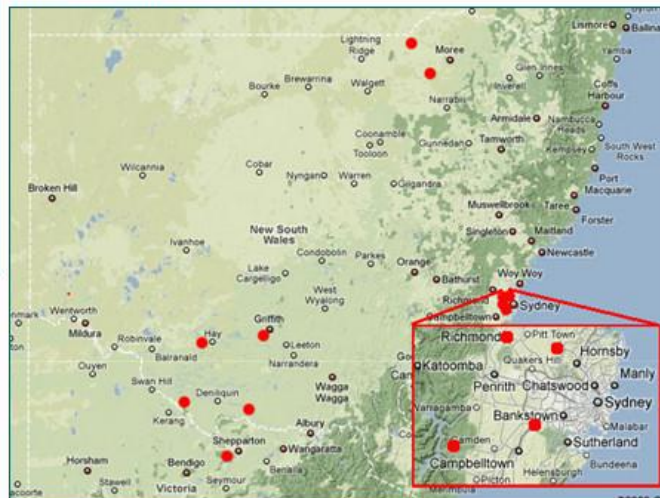 Lismore
Ballina
Lightning
Ridge
Moree
Yamba
Glen Innes
Bourke
Brewarrina
Walgett
Inverell
Coffs
Harbour
Narrabri
Armidale
Nambucca
Heads
Coonamble
Tooloon
Gunnedah
Tamworth
Kempsey
South West
Rocks
Wilcannia
Cobar
Nyngan
Warren
Gilgandra
Port
Macquarie
Broken Hill
Muswellbrook
Taree
Forster
New South
Wales
Singleton
Maitland
Ivanhoe
Condobolin
Parkes
Newcastle
Lake
Cargelligo
Orange
Bathurst
Woy Woy
West
Wyalong
Richmond
Sydney
Wentworth
Griffith
Campbelltown
Mildura
Robinvale
Hay
Leeton
Balranald
Narrandera
Ouyen
Wagga
Wagga
Swan Hill
Deniliquin
Kerang
Albury
Shepparton
Wangaratta
Horsham
Bendigo
Benalla
Stawell
Victoria
Seymour
Richmond
Pitt Town
Hornsby
Katoomba
Quakers Hill
Manly
Penrith
Chatswood
Warragamba
Sydney
Bankstown
Malabar
Camden
Sutherland
Campbelltown
Bundeena
Picton
Helensburgh